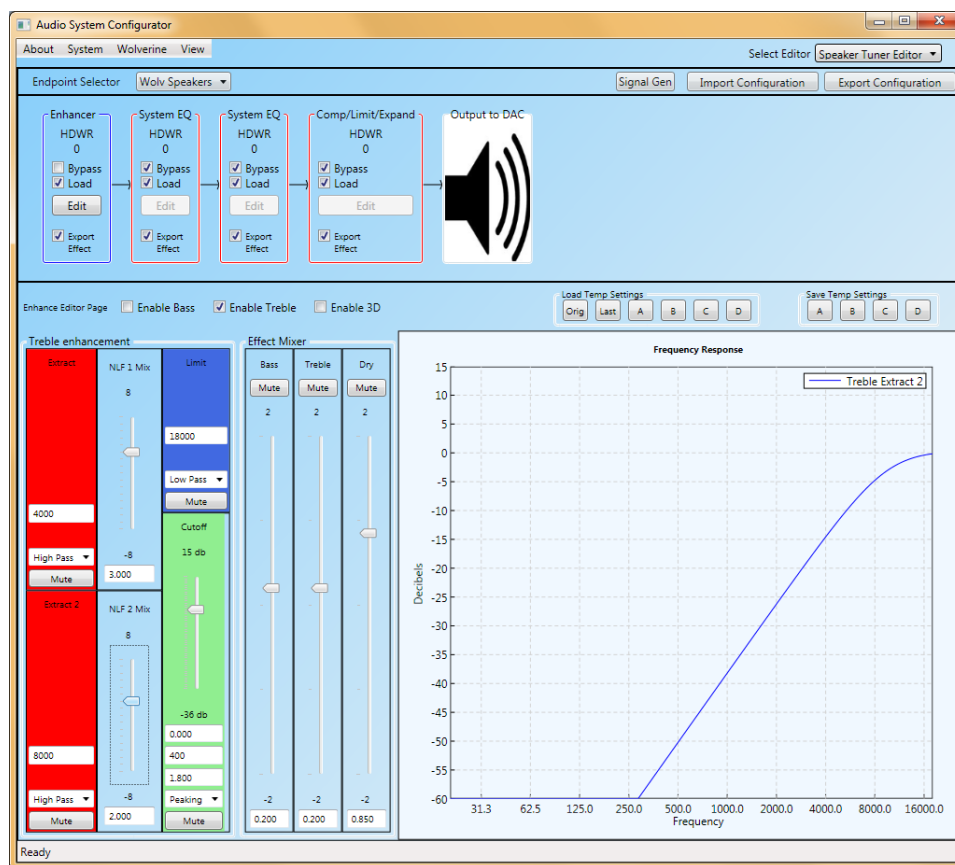 Audio System Configurator
About System Wolverine View
Select Editor Speaker Tuner Editor
Endpoint Selector Wolv Speakers Signal Gen Import Configuration Export Configuration
Enhancer System EQ System EQ Comp/Limit/Expand Output to DAC
HDWR HDWR HDWR HDWR
0 0 0 0
Bypass Bypass Bypass Bypass
Load Load Load Load
Edit Edit Edit Edit
Export Effect Export Effect Export Effect Export Effect
Enhance Editor Page Enable Bass Enable Treble Enable 3D
Load Temp Settings
Orig Last A B C D
Save Temp Settings
A B C D
Treble enhancement
Extract
4000
High Pass
Mute
NLF 1 Mix
8
-8
3.000
Limit
18000
Low Pass
Mute
Extract 2
8000
High Pass
Mute
NLF 2 Mix
8
-8
2.000
Cutoff
15 db
-36 db
0.000
400
1.800
Peaking
Mute
Effect Mixer
Bass Treble Dry
Mute Mute Mute
2 2 2
-2 -2 -2
0.200 0.200 0.850
Frequency Response
Treble Extract 2
Decibels
15
10
5
0
-5
-10
-15
-20
-25
-30
-35
-40
-45
-50
-55
-60
31.3 62.5 125.0 250.0 500.0 1000.0 2000.0 4000.0 8000.0 16000.0
Frequency
Ready